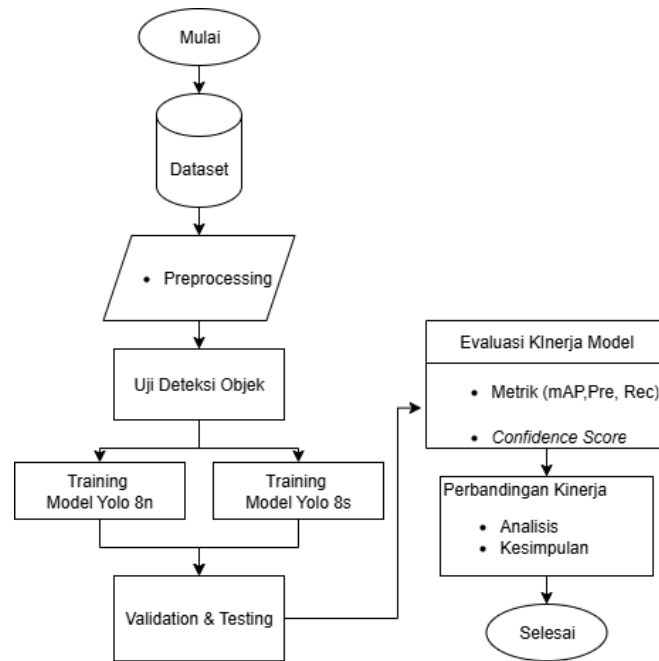 Mulai
Dataset
• Preprocessing
Uji Deteksi Objek
Training
Model Yolo 8n
Training
Model Yolo 8s
Validation & Testing
Evaluasi KInerja Model
• Metrik (mAP,Pre, Rec)
• Confidence Score
Perbandingan Kinerja
• Analisis
• Kesimpulan
Selesai